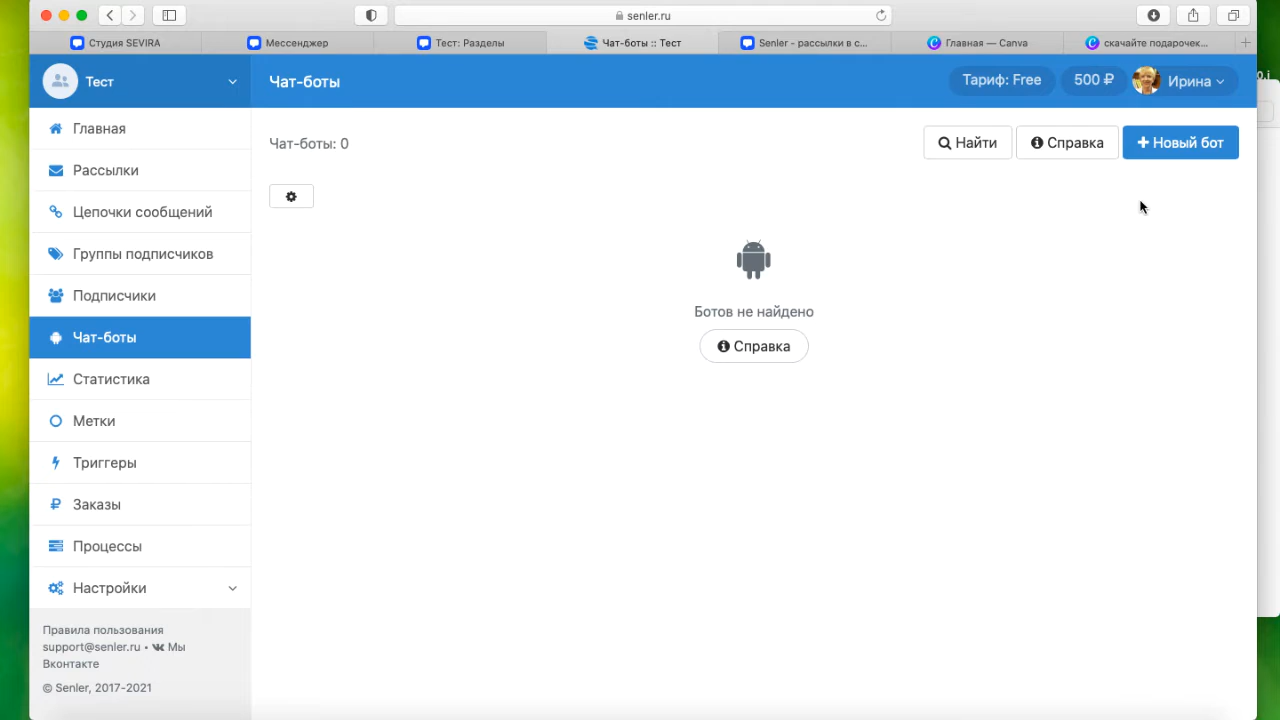 senler.ru
Студия SEVIRA
Мессенджер
Тест: Разделы
Чат-боты :: Тест
Senler - рассылки в с...
Главная — Canva
скачайте подарочек...
Тест
Чат-боты
Тариф: Free
500 ₽
Ирина
Главная
Рассылки
Цепочки сообщений
Группы подписчиков
Подписчики
Чат-боты
Статистика
Метки
Триггеры
Заказы
Процессы
Настройки
Правила пользования
support@senler.ru • Мы
Вконтакте
© Senler, 2017-2021
Чат-боты: 0
Найти
Справка
Новый бот
Ботов не найдено
Справка